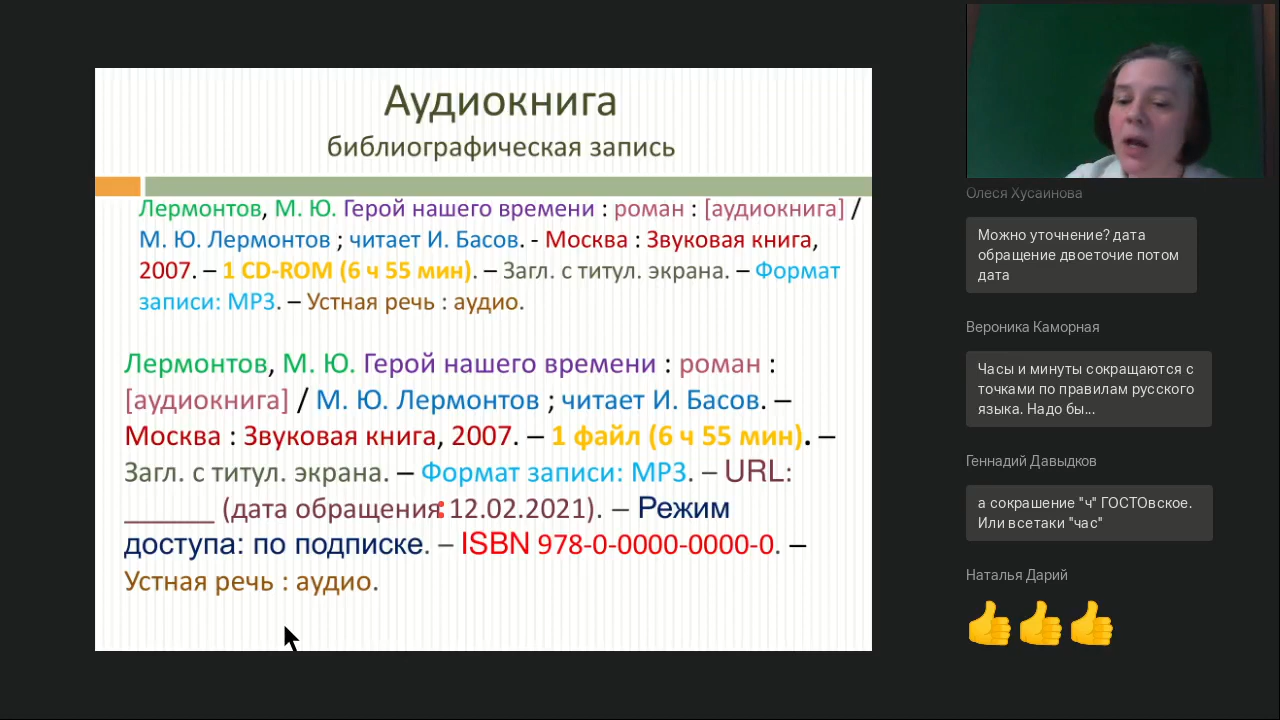 Аудиокнига
библиографическая запись
Лермонтов, М. Ю. Герой нашего времени : роман : [аудиокнига] /
М. Ю. Лермонтов ; читает И. Басов. - Москва : Звуковая книга,
2007. – 1 CD-ROM (6 ч 55 мин). – Загл. с титул. экрана. – Формат
записи: MP3. – Устная речь : аудио.
Лермонтов, М. Ю. Герой нашего времени : роман :
[аудиокнига] / М. Ю. Лермонтов ; читает И. Басов. –
Москва : Звуковая книга, 2007. – 1 файл (6 ч 55 мин). –
Загл. с титул. экрана. – Формат записи: MP3. – URL:
______ (дата обращения: 12.02.2021). – Режим
доступа: по подписке. – ISBN 978-0-0000-0000-0. –
Устная речь : аудио.
Олеся Хусаинова
Можно уточнение? дата
обращение двоеточие потом
дата
Вероника Каморная
Часы и минуты сокращаются с
точками по правилам русского
языка. Надо бы...
Геннадий Давыдков
а сокрашение "ч" ГОСТОвское.
Или всетаки "час"
Наталья Дарий